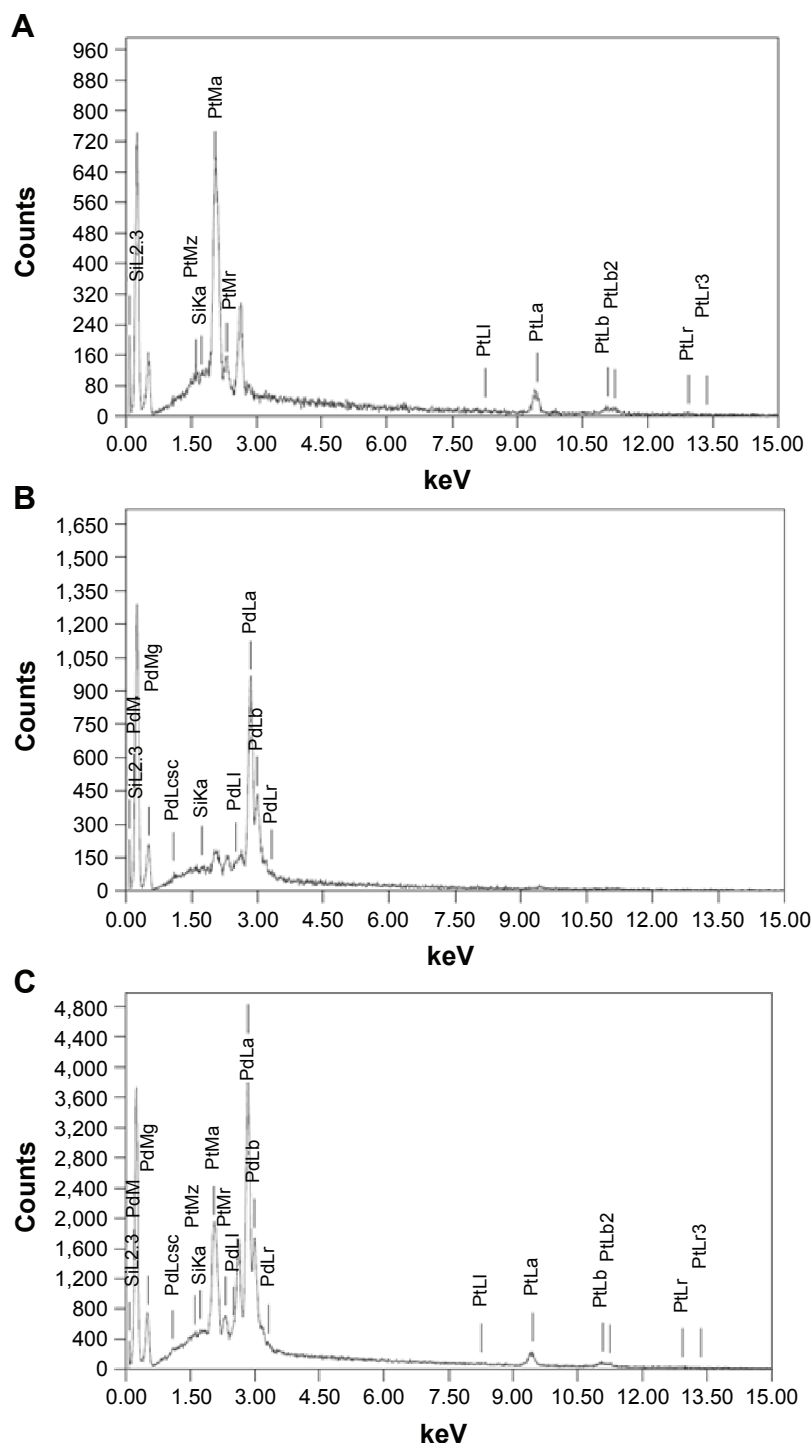 A
Counts
960
880
800
720
640
560
480
400
320
240
160
80
0
SiL2.3
PtMz
SiKa
PtMa
PtMr
PtLl
PtLa
PtLb
PtLb2
PtLr
PtLr3
0.00 1.50 3.00 4.50 6.00 7.50 9.00 10.50 12.00 13.50 15.00
keV
B
Counts
1,650
1,500
1,350
1,200
1,050
900
750
600
450
300
150
0
SiL2.3
PdM
PdMg
PdLcsc
SiKa
PdLl
PdLa
PdLb
PdLr
0.00 1.50 3.00 4.50 6.00 7.50 9.00 10.50 12.00 13.50 15.00
keV
C
Counts
4,800
4,400
4,000
3,600
3,200
2,800
2,400
2,000
1,600
1,200
800
400
0
SiL2.3
PdM
PdMg
PdLcsc
PtMz
SiKa
PtMa
PtMr
PdLl
PdLa
PdLb
PdLr
PtLl
PtLa
PtLb
PtLb2
PtLr
PtLr3
0.00 1.50 3.00 4.50 6.00 7.50 9.00 10.50 12.00 13.50 15.00
keV